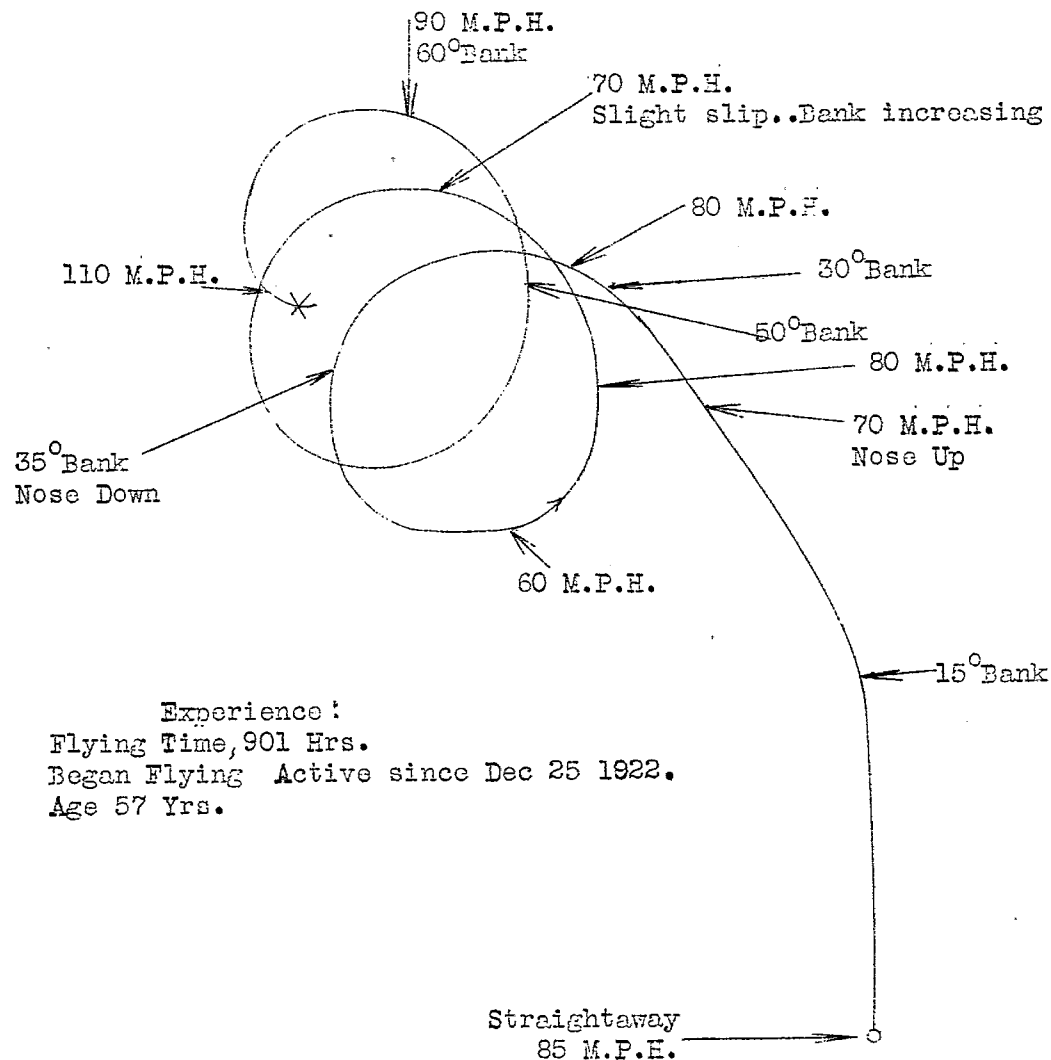 90 M.P.H.
60°Bank
70 M.P.H.
Slight slip..Bank increasing
80 M.P.H.
110 M.P.H.
30°Bank
50°Bank
80 M.P.H.
70 M.P.H.
Nose Up
35°Bank
Nose Down
60 M.P.H.
15°Bank
Experience:
Flying Time,901 Hrs.
Began Flying Active since Dec 25 1922.
Age 57 Yrs.
Straightaway
85 M.P.H.